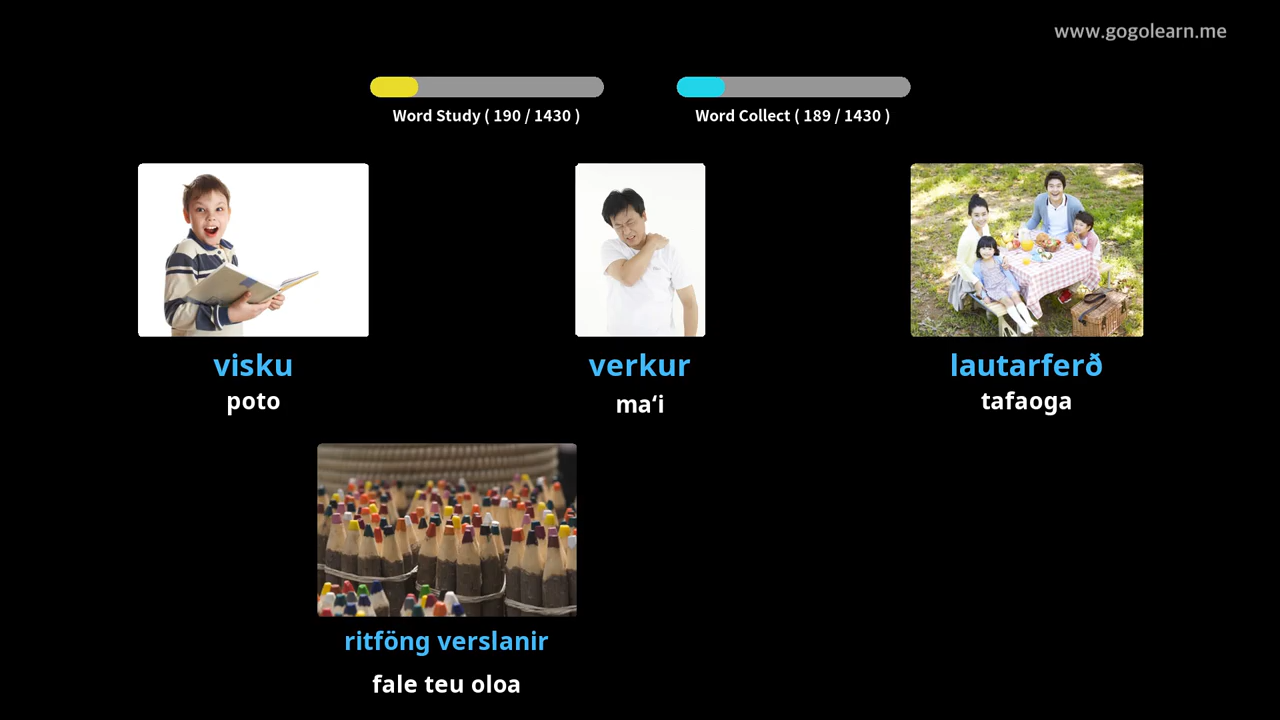 www.gogolearn.me
Word Study ( 190 / 1430 )
Word Collect ( 189 / 1430 )
visku
poto
verkur
maʻi
lautarferð
tafaoga
ritföng verslanir
fale teu oloa